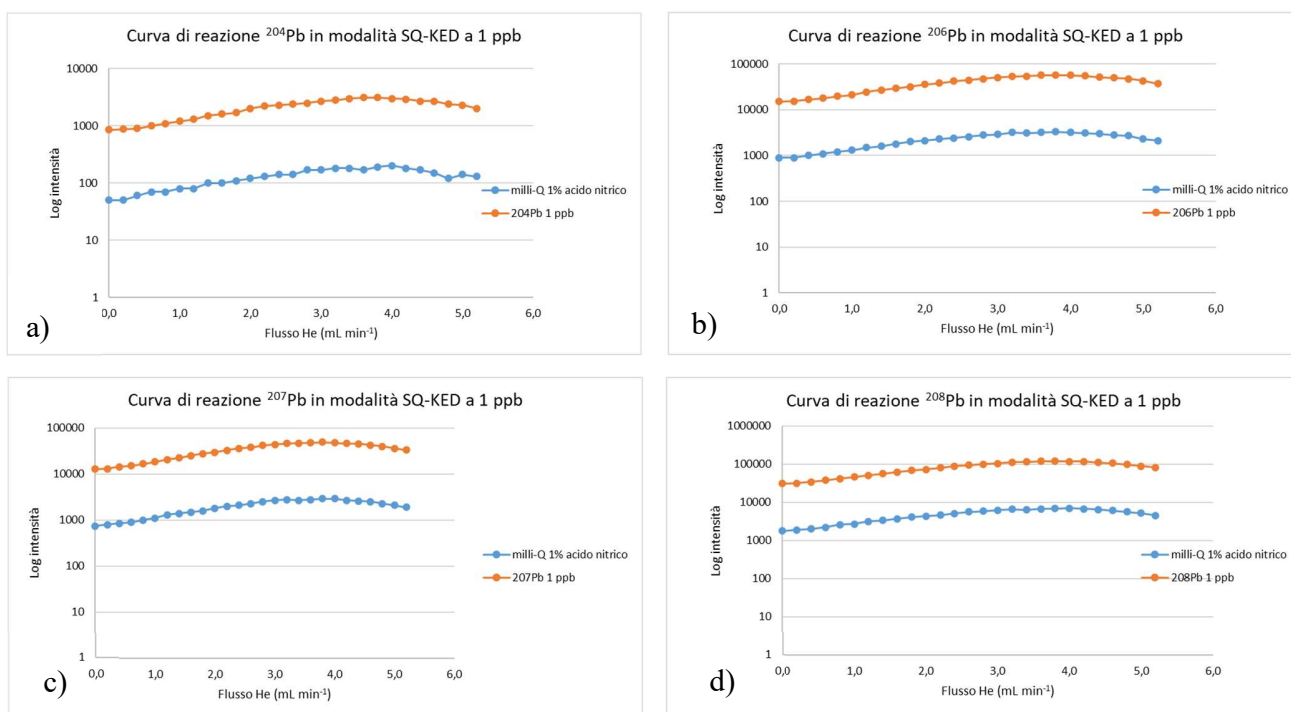 Curva di reazione ²⁰⁴Pb in modalità SQ-KED a 1 ppb
10000
1000
100
10
1
Log intensità
0,0 1,0 2,0 3,0 4,0 5,0 6,0
Flusso He (mL min⁻¹)
milli-Q 1% acido nitrico
204Pb 1 ppb
a)
Curva di reazione ²⁰⁶Pb in modalità SQ-KED a 1 ppb
100000
10000
1000
100
10
1
Log intensità
0,0 1,0 2,0 3,0 4,0 5,0 6,0
Flusso He (mL min⁻¹)
milli-Q 1% acido nitrico
206Pb 1 ppb
b)
Curva di reazione ²⁰⁷Pb in modalità SQ-KED a 1 ppb
100000
10000
1000
100
10
1
Log intensità
0,0 1,0 2,0 3,0 4,0 5,0 6,0
Flusso He (mL min⁻¹)
milli-Q 1% acido nitrico
207Pb 1 ppb
c)
Curva di reazione ²⁰⁸Pb in modalità SQ-KED a 1 ppb
1000000
100000
10000
1000
100
10
1
Log intensità
0,0 1,0 2,0 3,0 4,0 5,0 6,0
Flusso He (mL min⁻¹)
milli-Q 1% acido nitrico
208Pb 1 ppb
d)